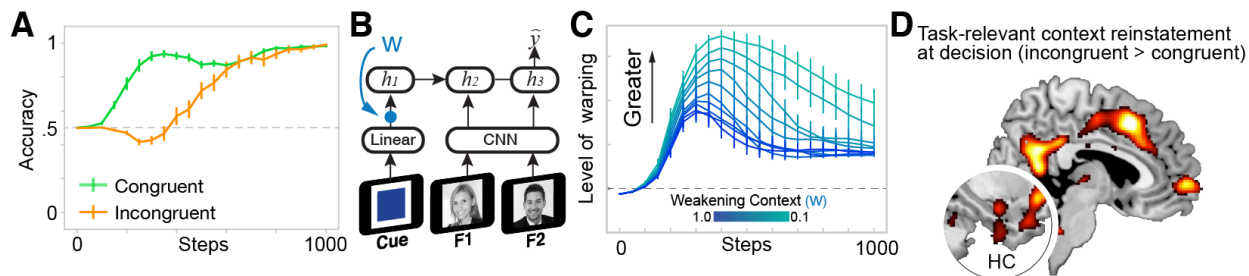 A
Accuracy
1
.5
0
Congruent
Incongruent
0
Steps
1000
B
W
ŷ
h1
h2
h3
Linear
CNN
Cue
F1
F2
C
Level of warping
Greater
Weakening Context (W)
1.0
0.1
0
Steps
1000
D
Task-relevant context reinstatement
at decision (incongruent > congruent)
HC